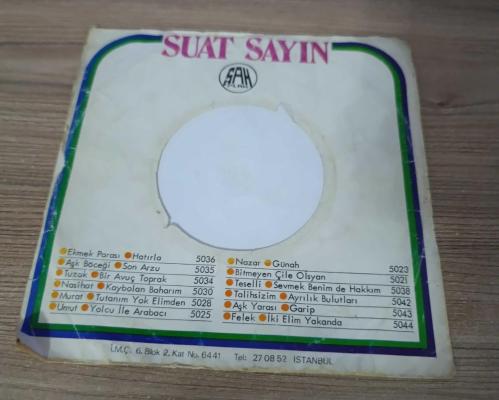 SUAT SAYIN
ŞAH
PLAK
Ekmek Parası Hatırla 5036
Aşk Böceği Son Arzu 5035
Tuzak Bir Avuç Toprak 5034
Nasihat Kaybolan Baharım 5030
Murat Tutanım Yok Elimden 5028
Unut Yolcu İle Arabacı 5025
Nazar Günah 5023
Bitmeyen Çile Olsyan 5021
Teselli Sevmek Benim de Hakkım 5038
Talihsizim Ayrılık Bulutları 5042
Aşk Yarası Garip 5043
Felek İki Elim Yakanda 5044
İ.M.Ç. 6. Blok 2. Kat No. 6441 Tel: 27 08 52 İSTANBUL